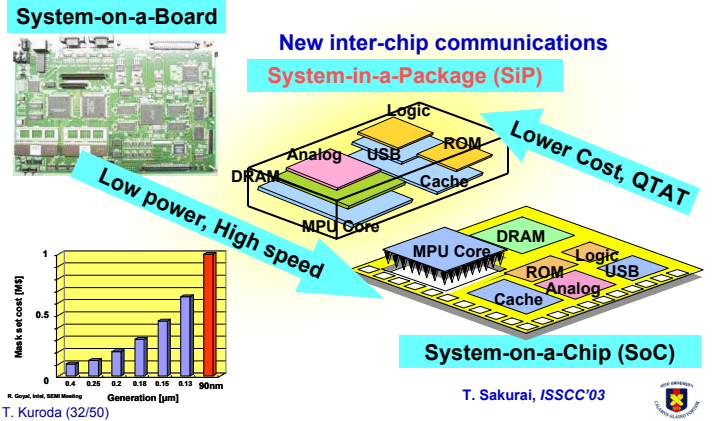 System-on-a-Board
New inter-chip communications
System-in-a-Package (SiP)
Logic
ROM
USB
Analog
DRAM
Cache
MPU Core
Lower Cost, QTAT
Low power, High speed
MPU Core
DRAM
Logic
ROM
USB
Analog
Cache
System-on-a-Chip (SoC)
Mask set cost [M$]
1
0.5
0
0.4 0.25 0.2 0.18 0.15 0.13 90nm
Generation [μm]
R. Goyal, Intel, SEMI Meeting
T. Kuroda (32/50)
T. Sakurai, ISSCC'03